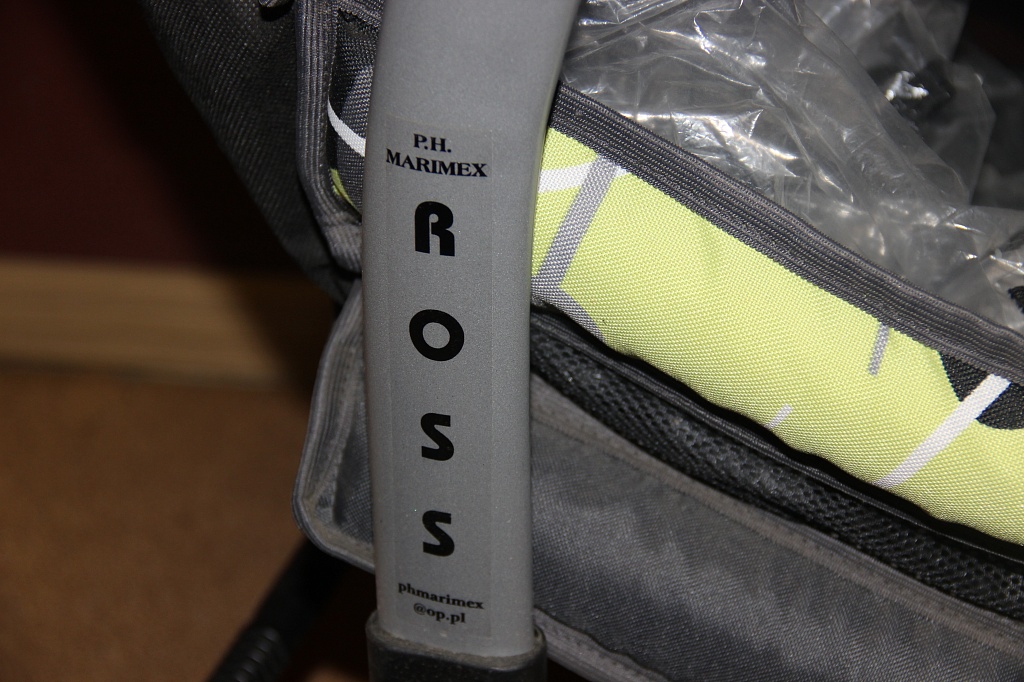 P.H.
MARIMEX
R
O
S
S
phmarimex
@op.pl